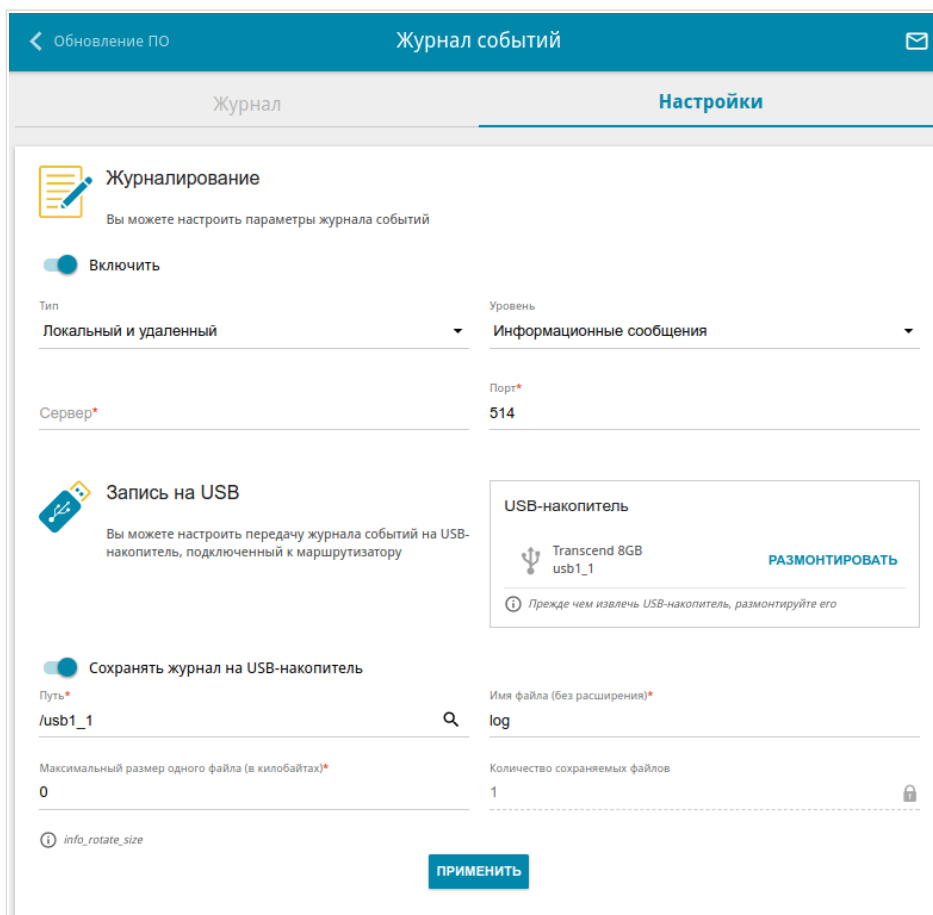 Обновление ПО
Журнал событий
Журнал
Настройки
Журналирование
Вы можете настроить параметры журнала событий
Включить
Тип
Локальный и удаленный
Уровень
Информационные сообщения
Сервер*
Порт*
514
Запись на USB
Вы можете настроить передачу журнала событий на USB-
накопитель, подключенный к маршрутизатору
USB-накопитель
Transcend 8GB
usb1_1
РАЗМОНТИРОВАТЬ
Прежде чем извлечь USB-накопитель, размонтируйте его
Сохранять журнал на USB-накопитель
Путь*
/usb1_1
Имя файла (без расширения)*
log
Максимальный размер одного файла (в килобайтах)*
0
Количество сохраняемых файлов
1
info_rotate_size
ПРИМЕНИТЬ